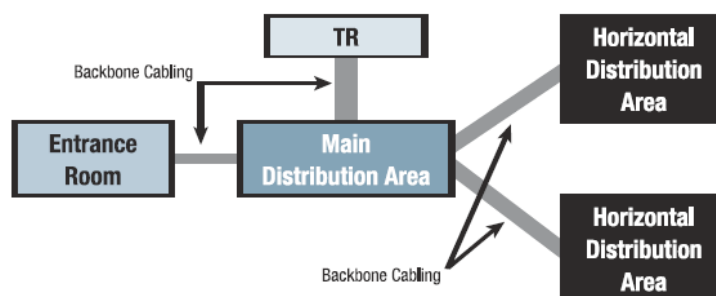 TR
Backbone Cabling
Entrance
Room
Main
Distribution Area
Horizontal
Distribution
Area
Backbone Cabling
Horizontal
Distribution
Area